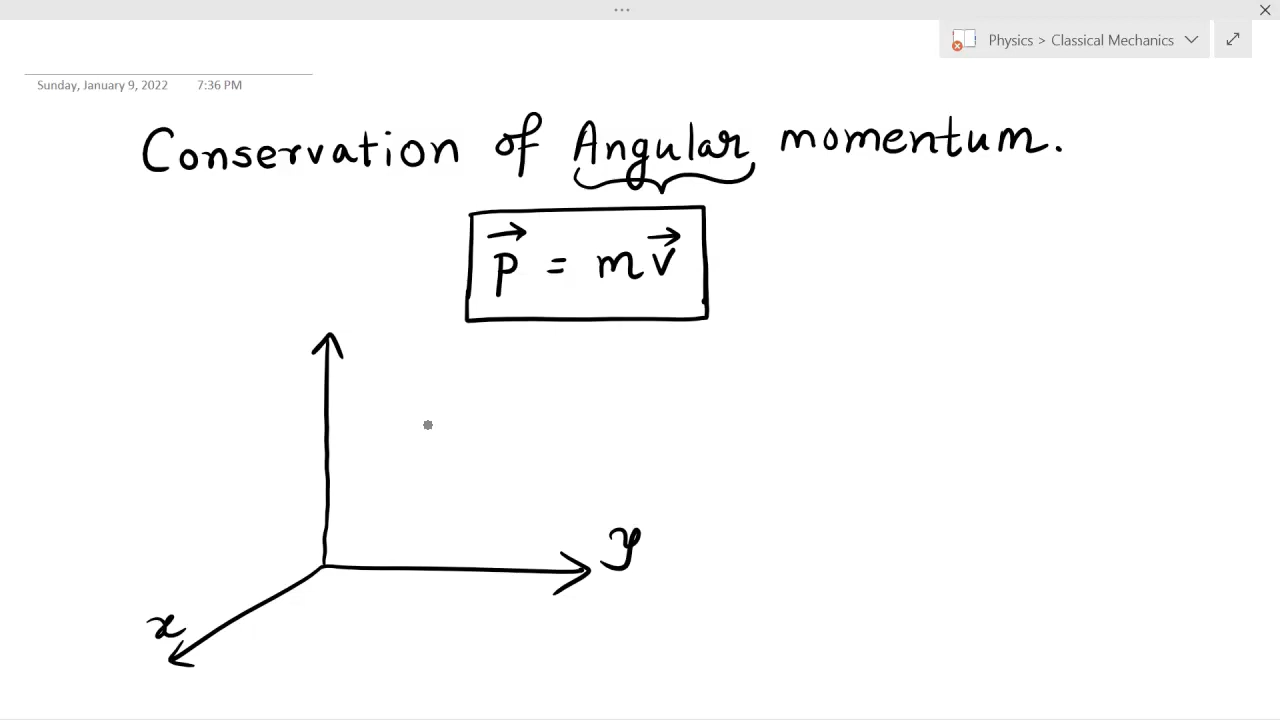 Physics > Classical Mechanics
Sunday, January 9, 2022 7:36 PM
Conservation of Angular momentum.
p = mv
y
x